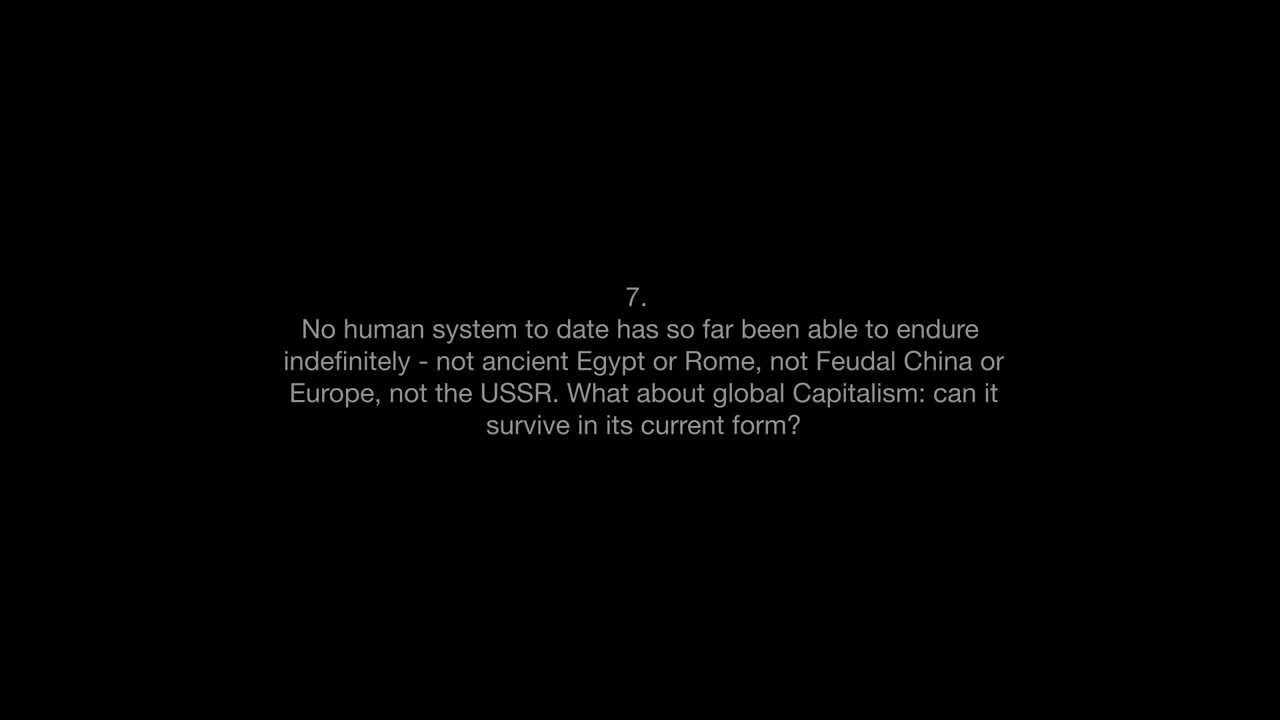 7.
No human system to date has so far been able to endure
indefinitely - not ancient Egypt or Rome, not Feudal China or
Europe, not the USSR. What about global Capitalism: can it
survive in its current form?